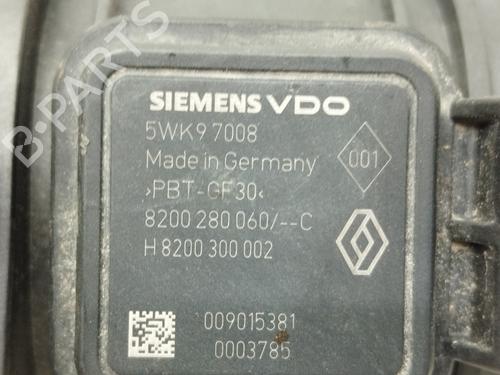 B-PARTS
SIEMENS VDO
5WK9 7008
Made in Germany
001
>PBT-GF30<
8200 280 060/--C
H 8200 300 002
009015381
0003785